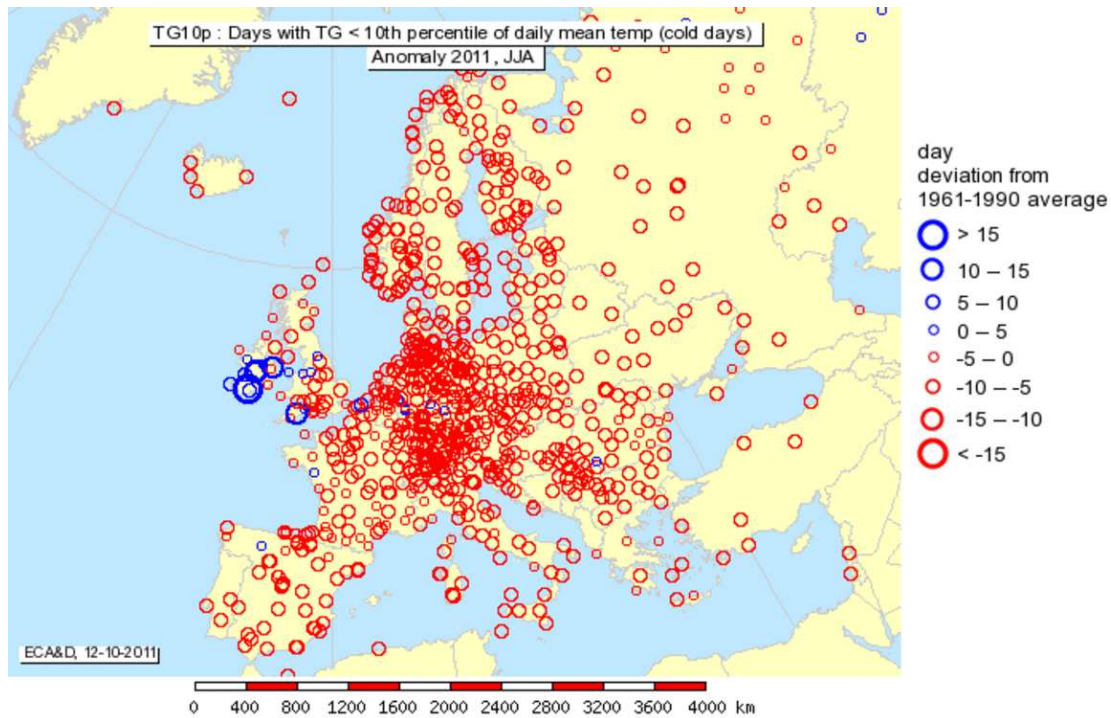 TG10p : Days with TG < 10th percentile of daily mean temp (cold days)
Anomaly 2011 , JJA
day
deviation from
1961-1990 average
> 15
10 – 15
5 – 10
0 – 5
-5 – 0
-10 – -5
-15 – -10
< -15
ECA&D, 12-10-2011
0 400 800 1200 1600 2000 2400 2800 3200 3600 4000 km